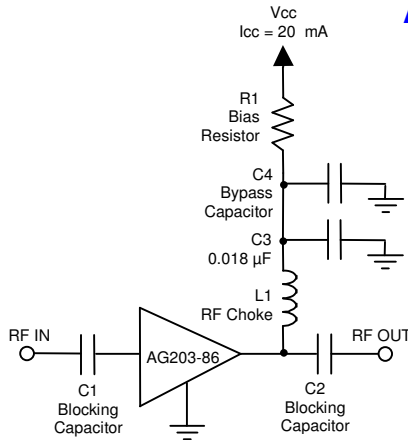 Vcc
Icc = 20 mA
R1
Bias
Resistor
C4
Bypass
Capacitor
C3
0.018 µF
L1
RF Choke
RF IN
AG203-86
RF OUT
C1
Blocking
Capacitor
C2
Blocking
Capacitor